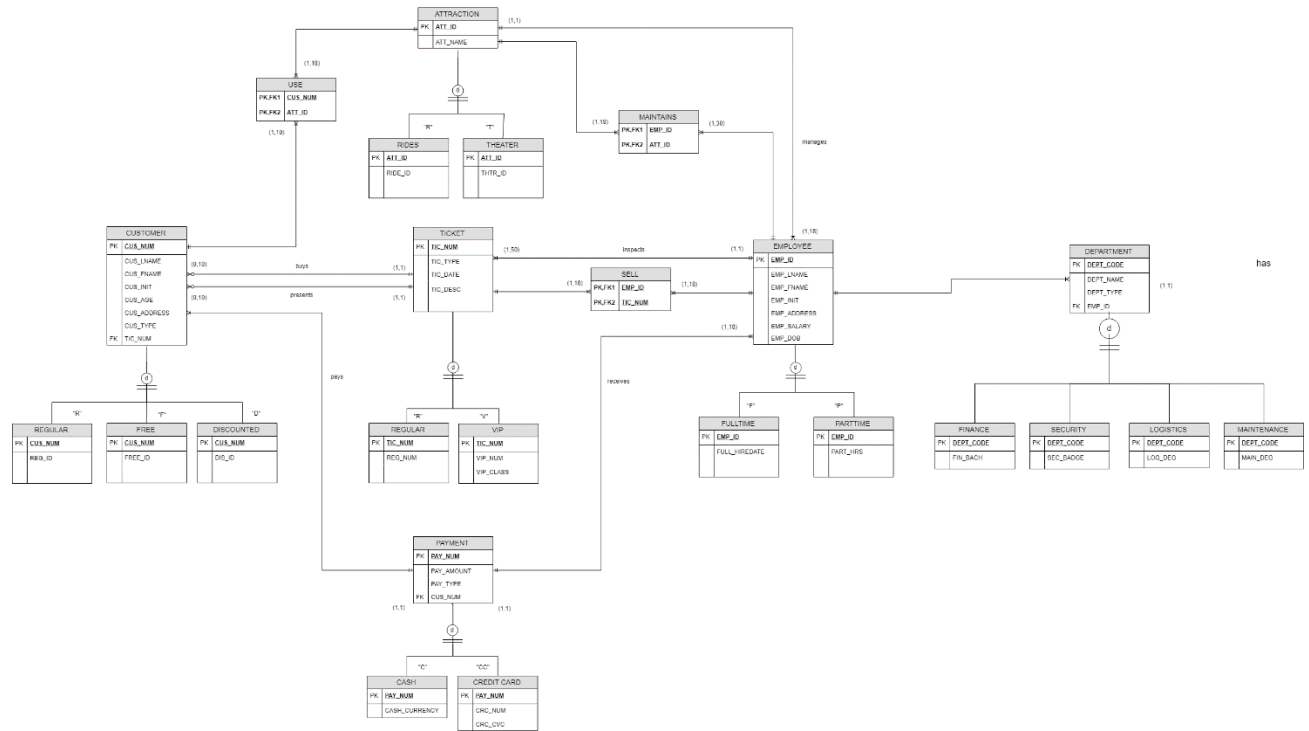 ATTRACTION
PK ATT_ID
ATT_NAME
(1,1)
(1,10)
USE
PK,FK1 CUS_NUM
PK,FK2 ATT_ID
(1,10)
d
"R" "T"
RIDES
PK ATT_ID
RIDE_ID
THEATER
PK ATT_ID
THTR_ID
(1,10)
MAINTAINS
PK,FK1 EMP_ID
PK,FK2 ATT_ID
(1,30)
manages
CUSTOMER
PK CUS_NUM
CUS_LNAME
CUS_FNAME
CUS_INIT
CUS_AGE
CUS_ADDRESS
CUS_TYPE
FK TIC_NUM
(0,10) buys (1,1)
presents
(0,10) (1,1)
TICKET
PK TIC_NUM
TIC_TYPE
TIC_DATE
TIC_DESC
(1,50) Inspects (1,1)
SELL
PK,FK1 EMP_ID
PK,FK2 TIC_NUM
(1,10) (1,10)
(1,10)
EMPLOYEE
PK EMP_ID
EMP_LNAME
EMP_FNAME
EMP_INIT
EMP_ADDRESS
EMP_SALARY
EMP_DOB
DEPARTMENT
PK DEPT_CODE
DEPT_NAME
DEPT_TYPE
FK EMP_ID
(1,1)
has
(1,10)
pays
receives
d
"R" "F" "D"
REGULAR
PK CUS_NUM
REG_ID
FREE
PK CUS_NUM
FREE_ID
DISCOUNTED
PK CUS_NUM
DIS_ID
d
"R" "V"
REGULAR
PK TIC_NUM
REG_NUM
VIP
PK TIC_NUM
VIP_NUM
VIP_CLASS
d
"F" "P"
FULLTIME
PK EMP_ID
FULL_HIREDATE
PARTTIME
PK EMP_ID
PART_HRS
d
FINANCE
PK DEPT_CODE
FIN_BACH
SECURITY
PK DEPT_CODE
SEC_BADGE
LOGISTICS
PK DEPT_CODE
LOG_DEG
MAINTENANCE
PK DEPT_CODE
MAIN_DEG
PAYMENT
PK PAY_NUM
PAY_AMOUNT
PAY_TYPE
FK CUS_NUM
(1,1) (1,1)
d
"C" "CC"
CASH
PK PAY_NUM
CASH_CURRENCY
CREDIT CARD
PK PAY_NUM
CRC_NUM
CRC_CVC